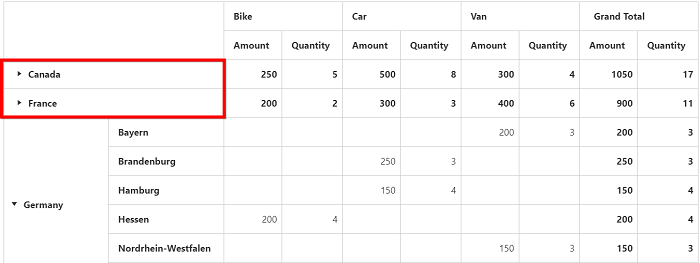 Bike Car Van Grand Total
Amount Quantity Amount Quantity Amount Quantity Amount Quantity
Canada 250 5 500 8 300 4 1050 17
France 200 2 300 3 400 6 900 11
Bayern 200 3 200 3
Brandenburg 250 3 250 3
Hamburg 150 4 150 4
Germany
Hessen 200 4 200 4
Nordrhein-Westfalen 150 3 150 3